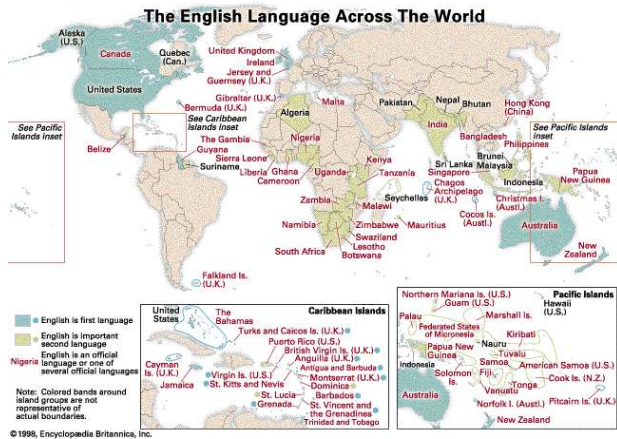 The English Language Across The World
Alaska
(U.S.)
Canada
Quebec
(Can.)
United States
United Kingdom
Ireland
Jersey and
Guernsey (U.K.)
Gibraltar (U.K.)
Bermuda (U.K.)
See Caribbean
Islands inset
See Pacific
Islands inset
Belize
Malta
Algeria
Nigeria
The Gambia
Guyana
Sierra Leone
Suriname
Liberia
Ghana
Cameroon
Uganda
Kenya
Tanzania
Zambia
Malawi
Namibia
Zimbabwe
Swaziland
Lesotho
South Africa
Botswana
Seychelles
Mauritius
Falkland Is.
(U.K.)
Pakistan
Nepal
Bhutan
India
Bangladesh
Hong Kong
(China)
Philippines
See Pacific Islands
inset
Sri Lanka
Singapore
Brunei
Malaysia
Chagos
Archipelago
(U.K.)
Indonesia
Papua
New Guinea
Christmas I.
(Austl.)
Cocos Is.
(Austl.)
Australia
New
Zealand
English is first language
English is important
second language
Nigeria
English is an official
language or one of
several official languages
Note: Colored bands around
island groups are not
representative of
actual boundaries.
©1998, Encyclopædia Britannica, Inc.
Caribbean Islands
United
States
The
Bahamas
Turks and Caicos Is. (U.K.)
Puerto Rico (U.S.)
British Virgin Is. (U.K.)
Anguilla (U.K.)
Antigua and Barbuda
Cayman
Is. (U.K.)
Jamaica
Virgin Is. (U.S.)
St. Kitts and Nevis
Montserrat (U.K.)
Dominica
St. Lucia
Barbados
Grenada
St. Vincent and
the Grenadines
Trinidad and Tobago
Pacific Islands
Northern Mariana Is. (U.S.)
Hawaii
(U.S.)
Guam (U.S.)
Palau
Marshall Is.
Federated States
of Micronesia
Kiribati
Nauru
Papua New
Guinea
Tuvalu
Indonesia
Samoa
American Samoa (U.S.)
Solomon
Is.
Fiji
Cook Is. (N.Z.)
Tonga
Vanuatu
Australia
Norfolk I. (Austl.)
Pitcairn Is. (U.K.)
New Zealand